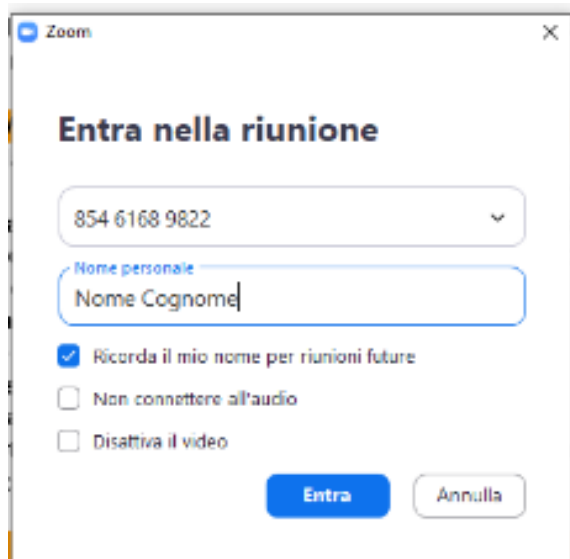 Zoom
Entra nella riunione
854 6168 9822
Nome personale
Nome Cognome
Ricorda il mio nome per riunioni future
Non connettere all'audio
Disattiva il video
Entra
Annulla